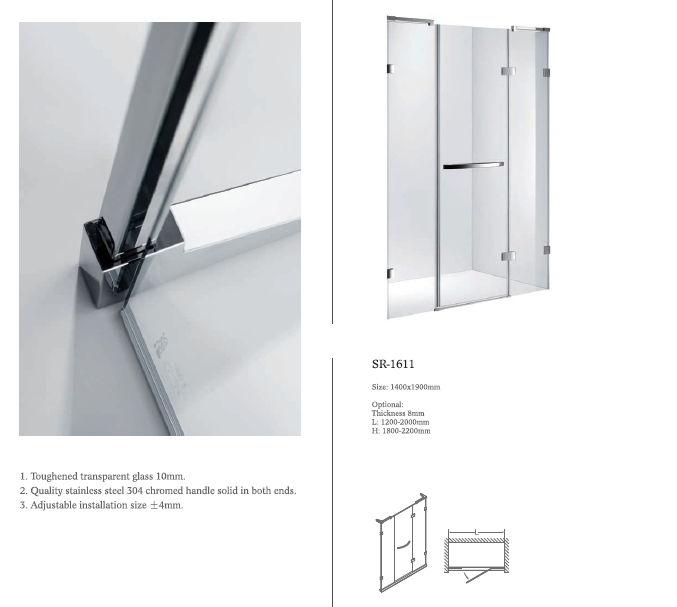 1. Toughened transparent glass 10mm.
2. Quality stainless steel 304 chromed handle solid in both ends.
3. Adjustable installation size ±4mm.
SR-1611
Size: 1400x1900mm
Optional:
Thickness 8mm
L: 1200-2000mm
H: 1800-2200mm
L